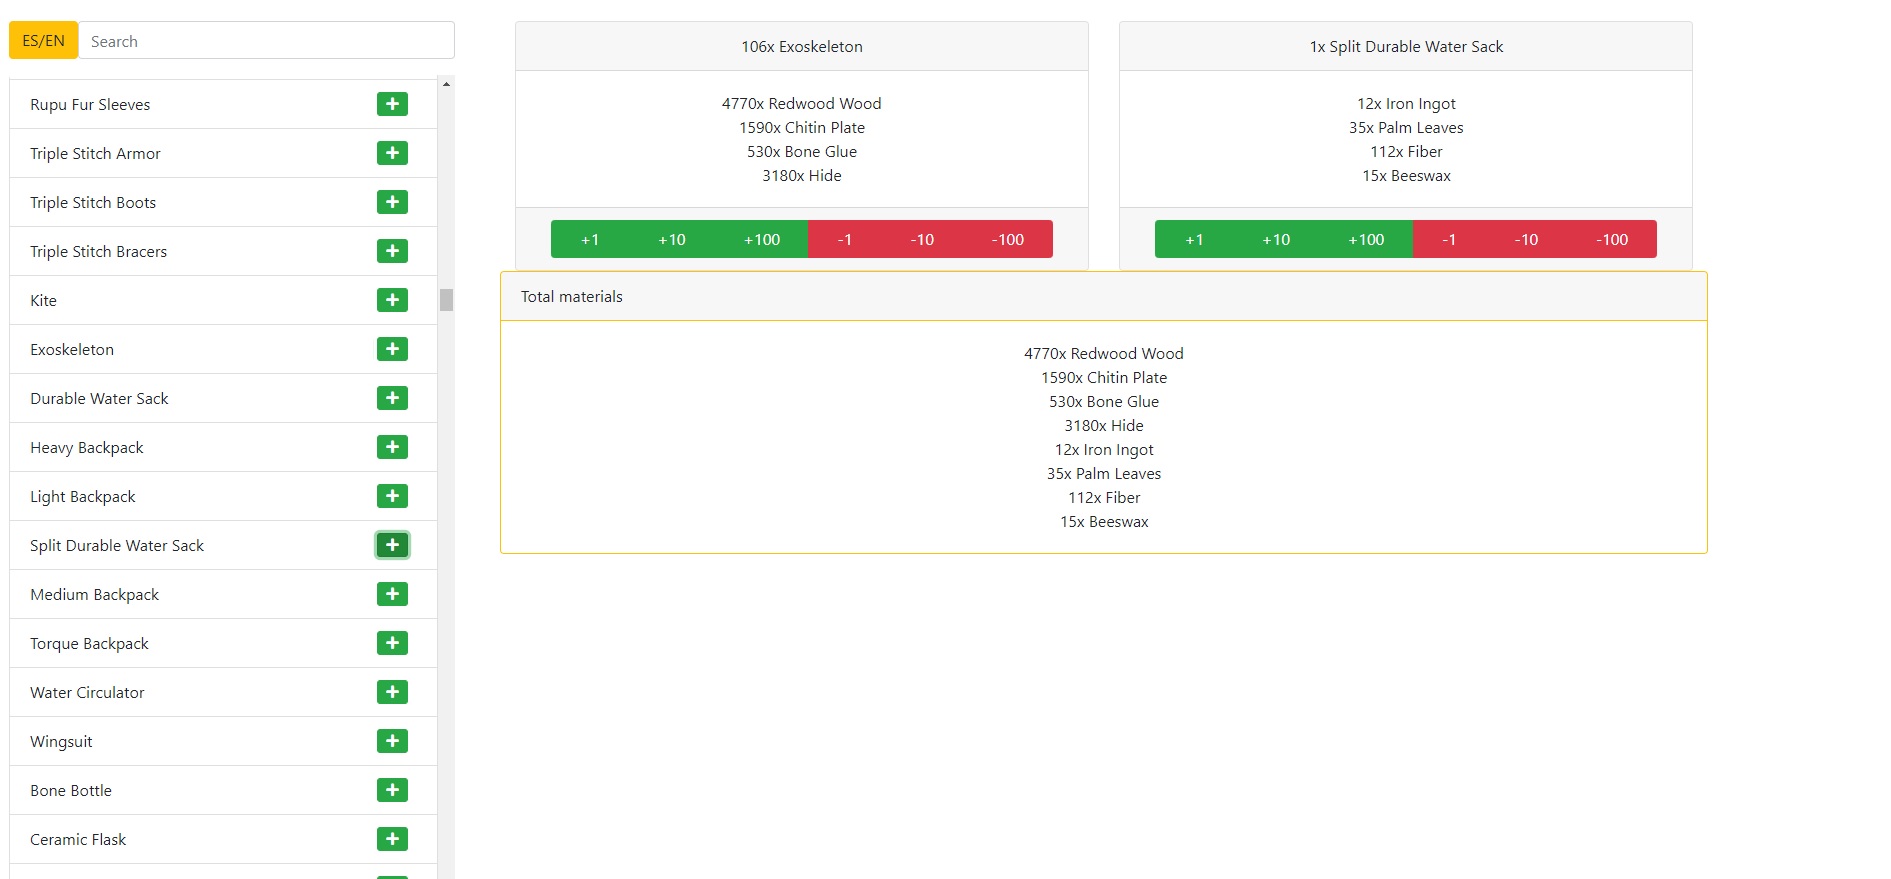 ES/EN
Search
Rupu Fur Sleeves
Triple Stitch Armor
Triple Stitch Boots
Triple Stitch Bracers
Kite
Exoskeleton
Durable Water Sack
Heavy Backpack
Light Backpack
Split Durable Water Sack
Medium Backpack
Torque Backpack
Water Circulator
Wingsuit
Bone Bottle
Ceramic Flask
106x Exoskeleton
4770x Redwood Wood
1590x Chitin Plate
530x Bone Glue
3180x Hide
+1 +10 +100 -1 -10 -100
1x Split Durable Water Sack
12x Iron Ingot
35x Palm Leaves
112x Fiber
15x Beeswax
+1 +10 +100 -1 -10 -100
Total materials
4770x Redwood Wood
1590x Chitin Plate
530x Bone Glue
3180x Hide
12x Iron Ingot
35x Palm Leaves
112x Fiber
15x Beeswax